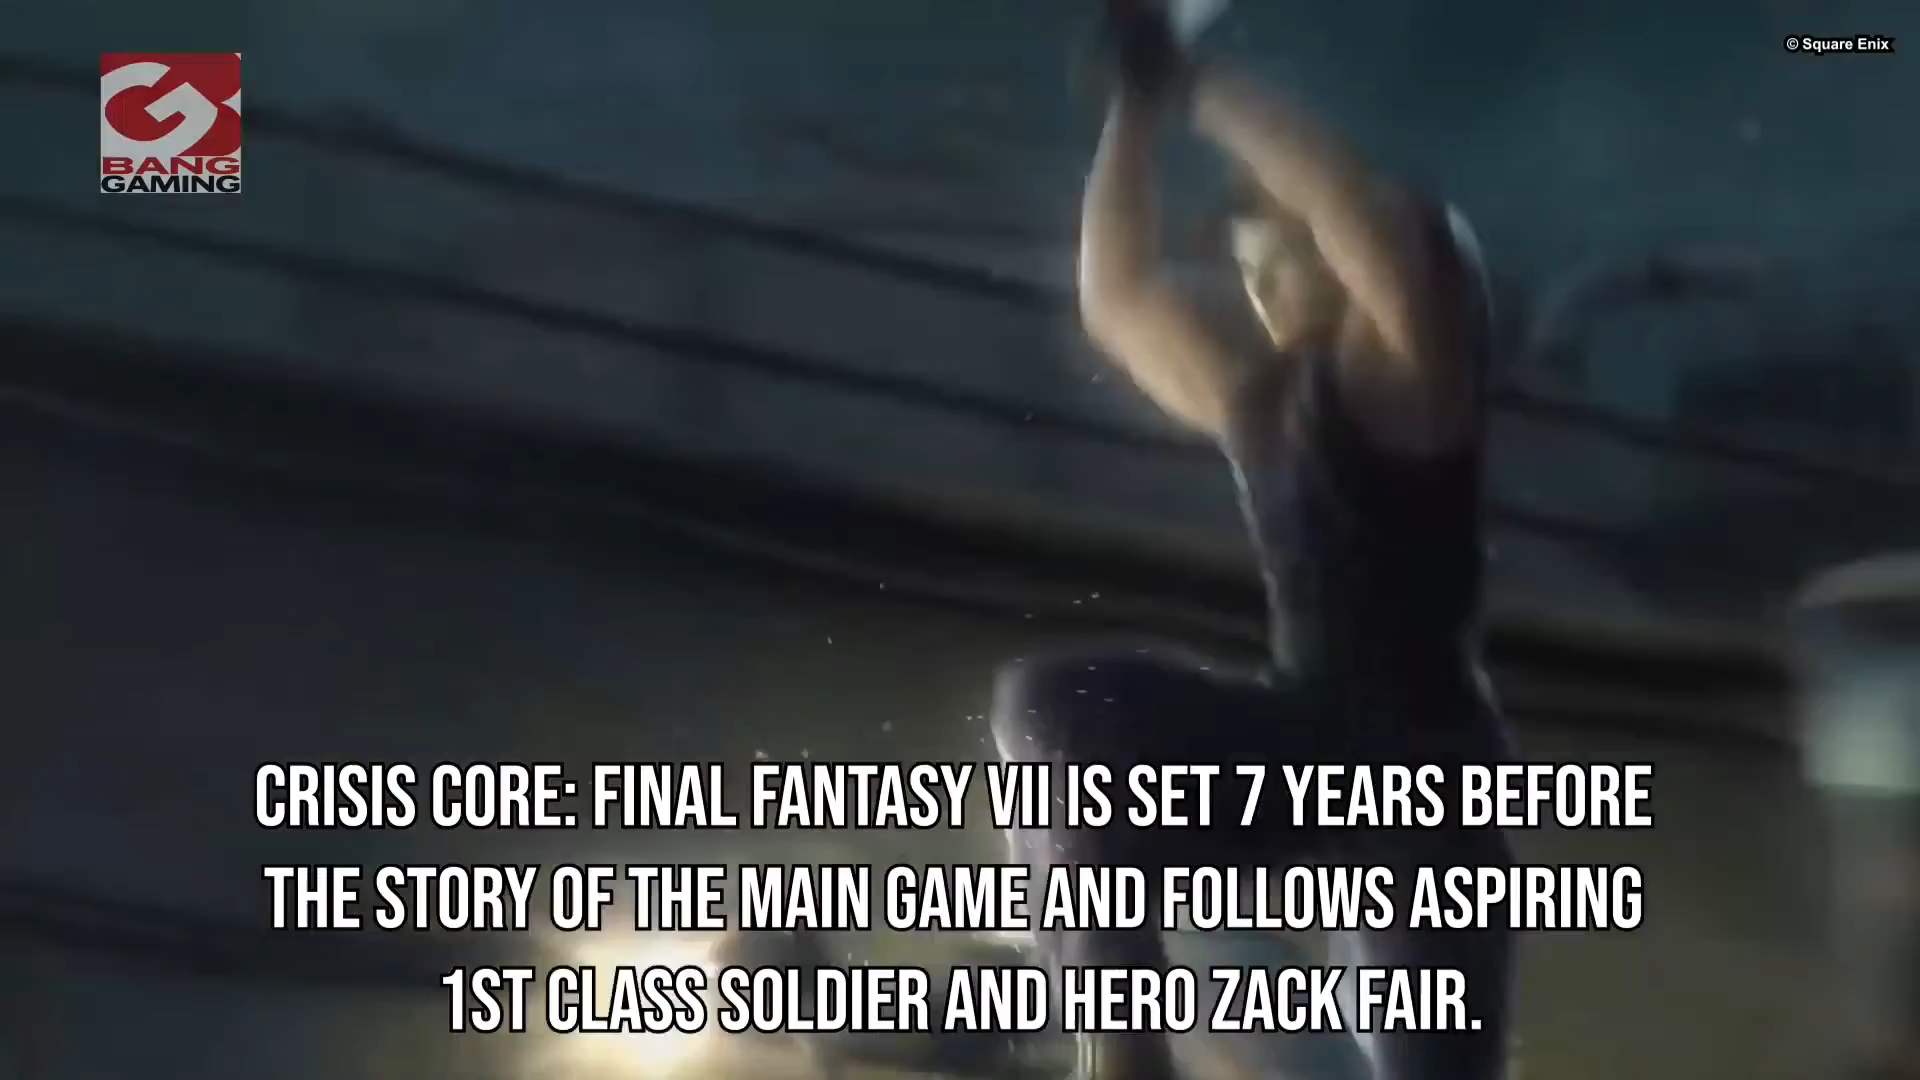 © Square Enix
BANG
GAMING
CRISIS CORE: FINAL FANTASY VII IS SET 7 YEARS BEFORE
THE STORY OF THE MAIN GAME AND FOLLOWS ASPIRING
1ST CLASS SOLDIER AND HERO ZACK FAIR.